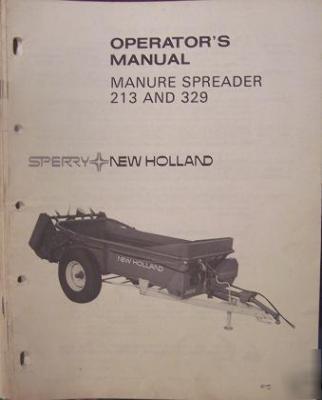 OPERATOR'S
MANUAL
MANURE SPREADER
213 AND 329
SPERRY NEW HOLLAND
NEW HOLLAND